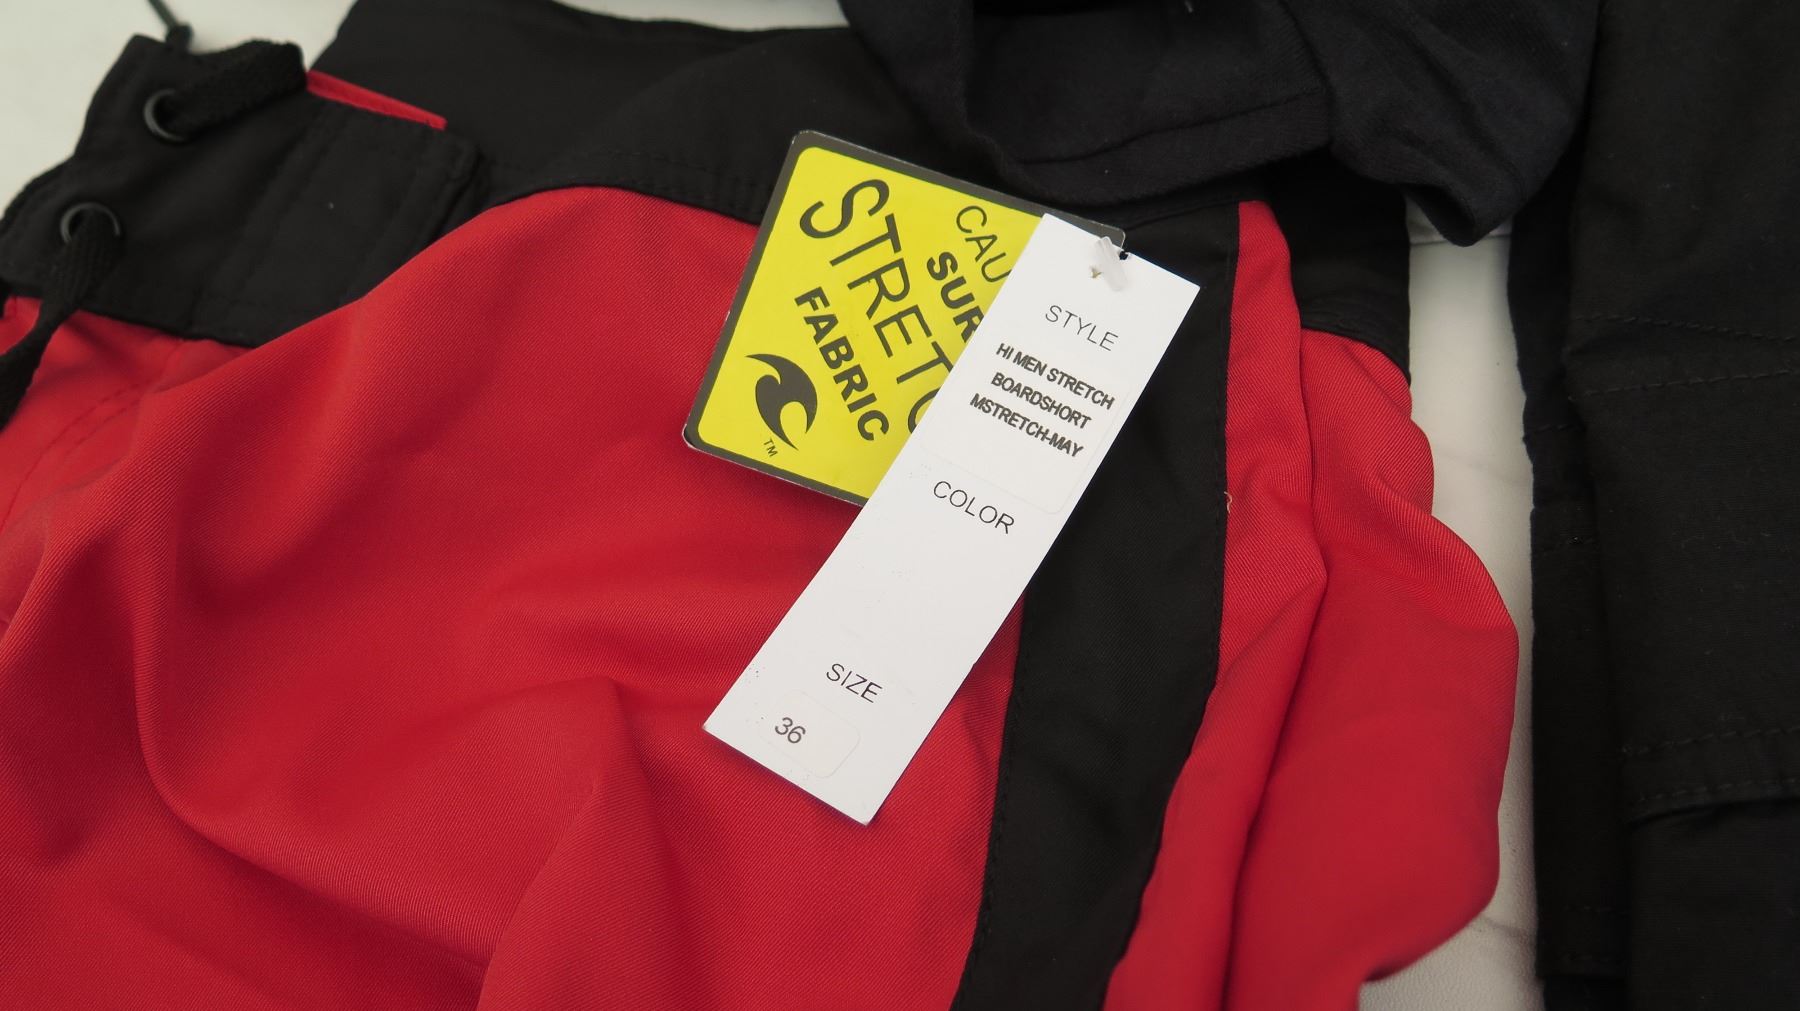 CAU
SUR
STRETC
FABRIC
TM
STYLE
HI MEN STRETCH
BOARDSHORT
MSTRETCH-MAY
COLOR
SIZE
36